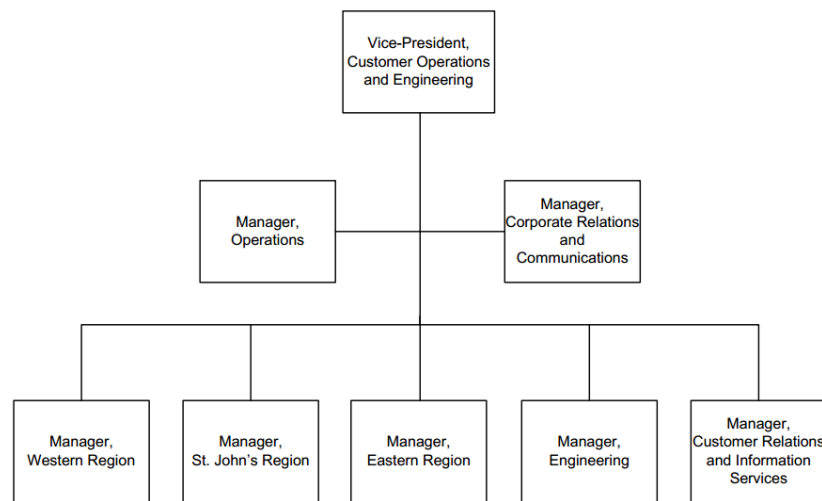 Vice-President,
Customer Operations
and Engineering
Manager,
Operations
Manager,
Corporate Relations
and
Communications
Manager,
Western Region
Manager,
St. John's Region
Manager,
Eastern Region
Manager,
Engineering
Manager,
Customer Relations
and Information
Services